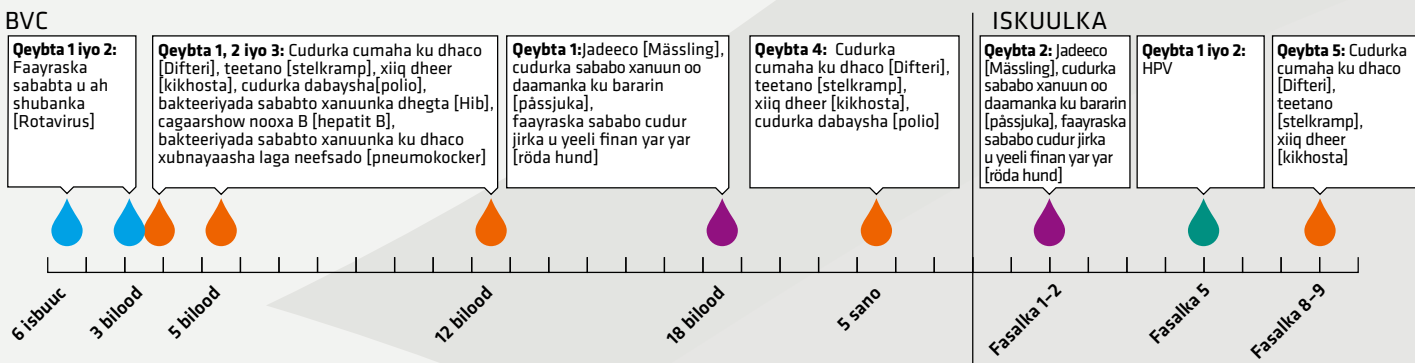 BVC
Qeybta 1 iyo 2:
Faayraska
sababta u ah
shubanka
[Rotavirus]
Qeybta 1, 2 iyo 3: Cudurka cumaha ku dhaco
[Difteri], teetano [stelkramp], xiiq dheer
[kikhosta], cudurka dabaysha[polio],
bakteeriyada sababto xanuunka dhegta [Hib],
cagaarshow nooxa B [hepatit B],
bakteeriyada sababto xanuunka ku dhaco
xubnayaasha laga neefsado [pneumokocker]
Qeybta 1:Jadeeco [Mässling],
cudurka sababo xanuun oo
daamanka ku bararin
[påssjuka],
faayraska sababo cudur
jirka u yeeli finan yar yar
[röda hund]
Qeybta 4: Cudurka
cumaha ku dhaco [Difteri],
teetano [stelkramp],
xiiq dheer [kikhosta],
cudurka dabaysha [polio]
ISKUULKA
Qeybta 2: Jadeeco
[Mässling], cudurka
sababo xanuun oo
daamanka ku bararin
[påssjuka], faayraska
sababo cudur jirka
u yeeli finan yar yar
[röda hund]
Qeybta 1 iyo 2:
HPV
Qeybta 5: Cudurka
cumaha ku dhaco
[Difteri],
teetano
[stelkramp],
xiiq dheer
[kikhosta]
6 isbuuc
3 bilood
5 bilood
12 bilood
18 bilood
5 sano
Fasalka 1–2
Fasalka 5
Fasalka 8–9